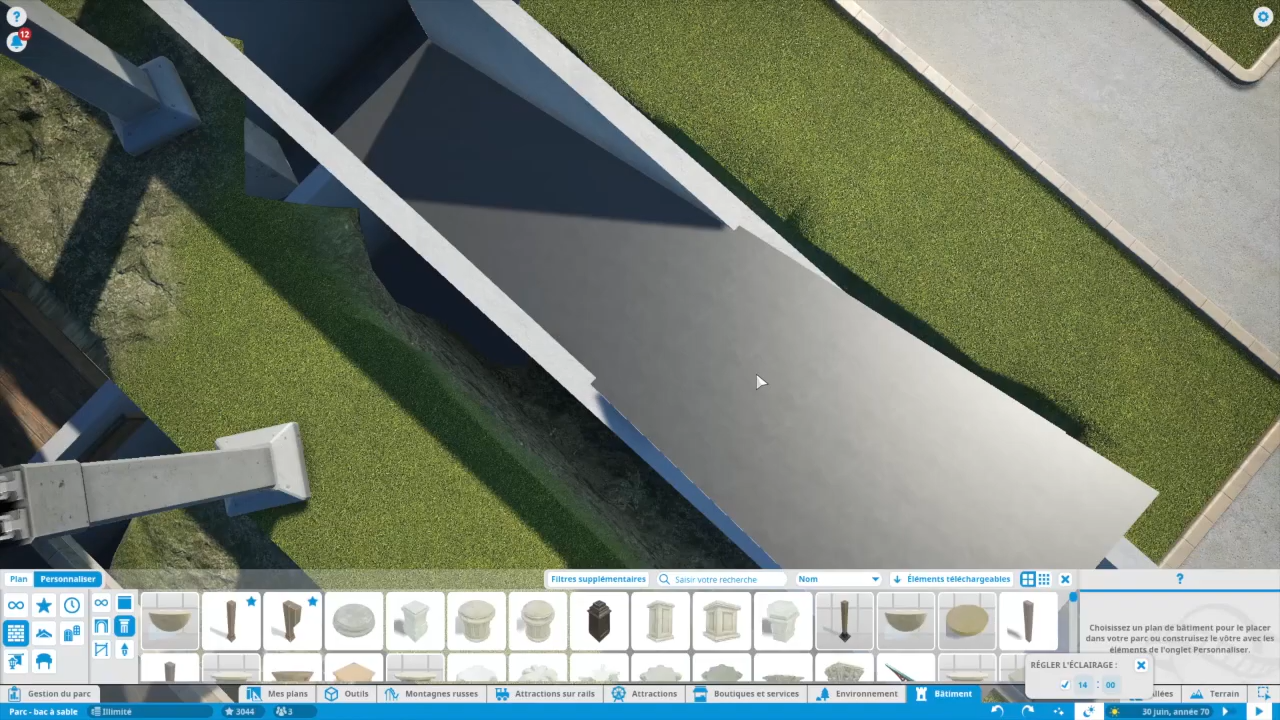 ?
12
Plan
Personnaliser
Filtres supplémentaires
Saisir votre recherche
Nom
Éléments téléchargeables
?
Choisissez un plan de bâtiment pour le placer
dans votre parc ou construisez le vôtre avec les
éléments de l'onglet Personnaliser.
RÉGLER L'ÉCLAIRAGE :
14 : 00
Gestion du parc
Mes plans
Outils
Montagnes russes
Attractions sur rails
Attractions
Boutiques et services
Environnement
Bâtiment
Terrain
Parc - bac à sable
Illimité
3044
3
30 juin, année 70